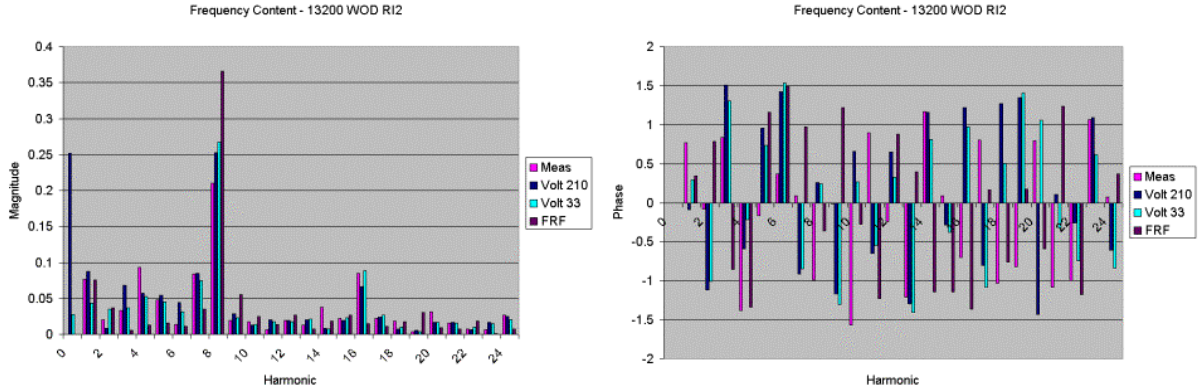 Frequency Content - 13200 WOD RI2
0.4
0.35
0.3
0.25
0.2
0.15
0.1
0.05
0
Magnitude
0 2 4 6 8 10 12 14 16 18 20 22 24
Harmonic
Meas
Volt 210
Volt 33
FRF
Frequency Content - 13200 WOD RI2
2
1.5
1
0.5
0
-0.5
-1
-1.5
-2
Phase
0 2 4 6 8 10 12 14 16 18 20 22 24
Harmonic
Meas
Volt 210
Volt 33
FRF